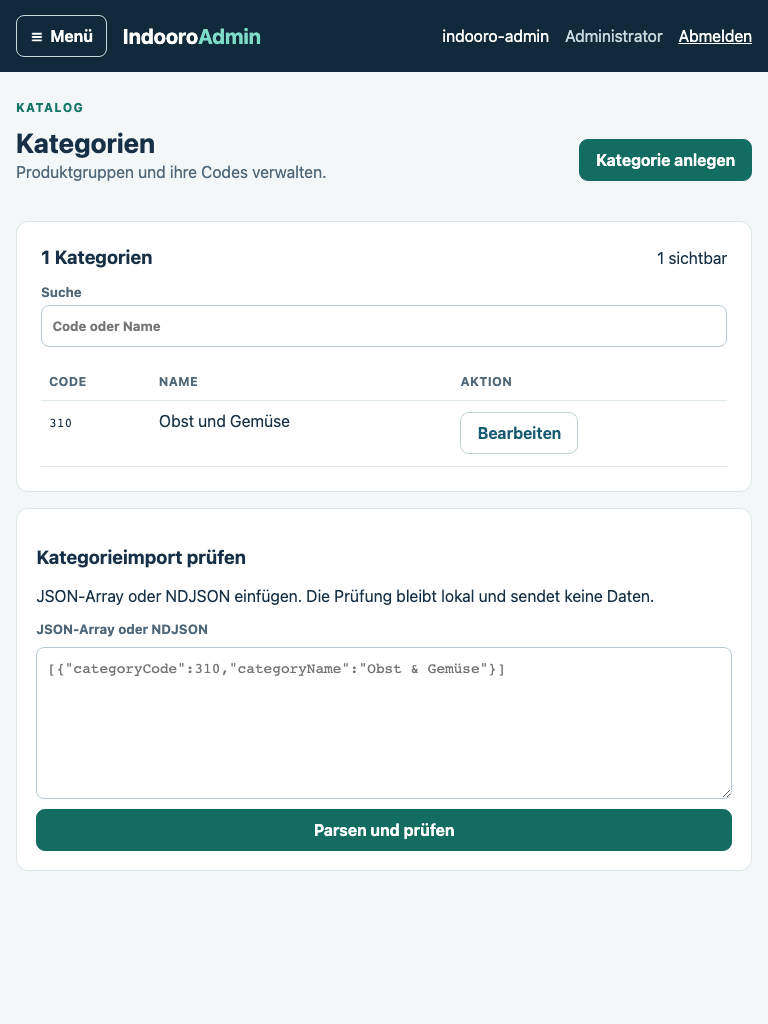 ≡ Menü IndooroAdmin indooro-admin Administrator Abmelden
KATALOG
Kategorien
Produktgruppen und ihre Codes verwalten.
Kategorie anlegen
1 Kategorien 1 sichtbar
Suche
Code oder Name
CODE NAME AKTION
310 Obst und Gemüse Bearbeiten
Kategorieimport prüfen
JSON-Array oder NDJSON einfügen. Die Prüfung bleibt lokal und sendet keine Daten.
JSON-Array oder NDJSON
[{"categoryCode":310,"categoryName":"Obst & Gemüse"}]
Parsen und prüfen